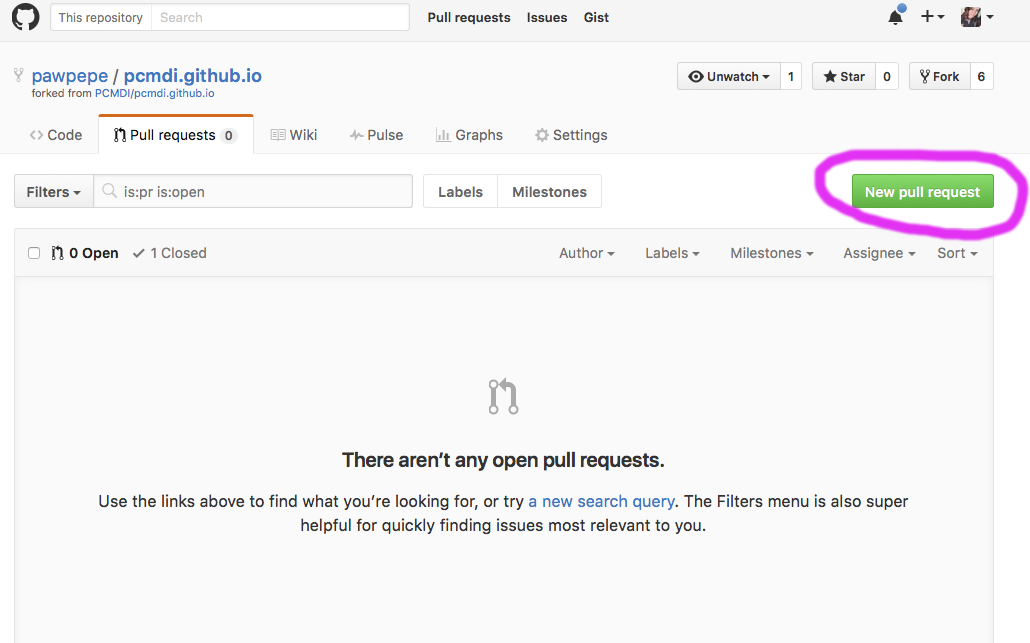 This repository Search Pull requests Issues Gist
pawpepe / pcmdi.github.io Unwatch 1 Star 0 Fork 6
forked from PCMDI/pcmdi.github.io
Code Pull requests 0 Wiki Pulse Graphs Settings
Filters is:pr is:open Labels Milestones New pull request
0 Open 1 Closed Author Labels Milestones Assignee Sort
There aren’t any open pull requests.
Use the links above to find what you’re looking for, or try a new search query. The Filters menu is also super
helpful for quickly finding issues most relevant to you.